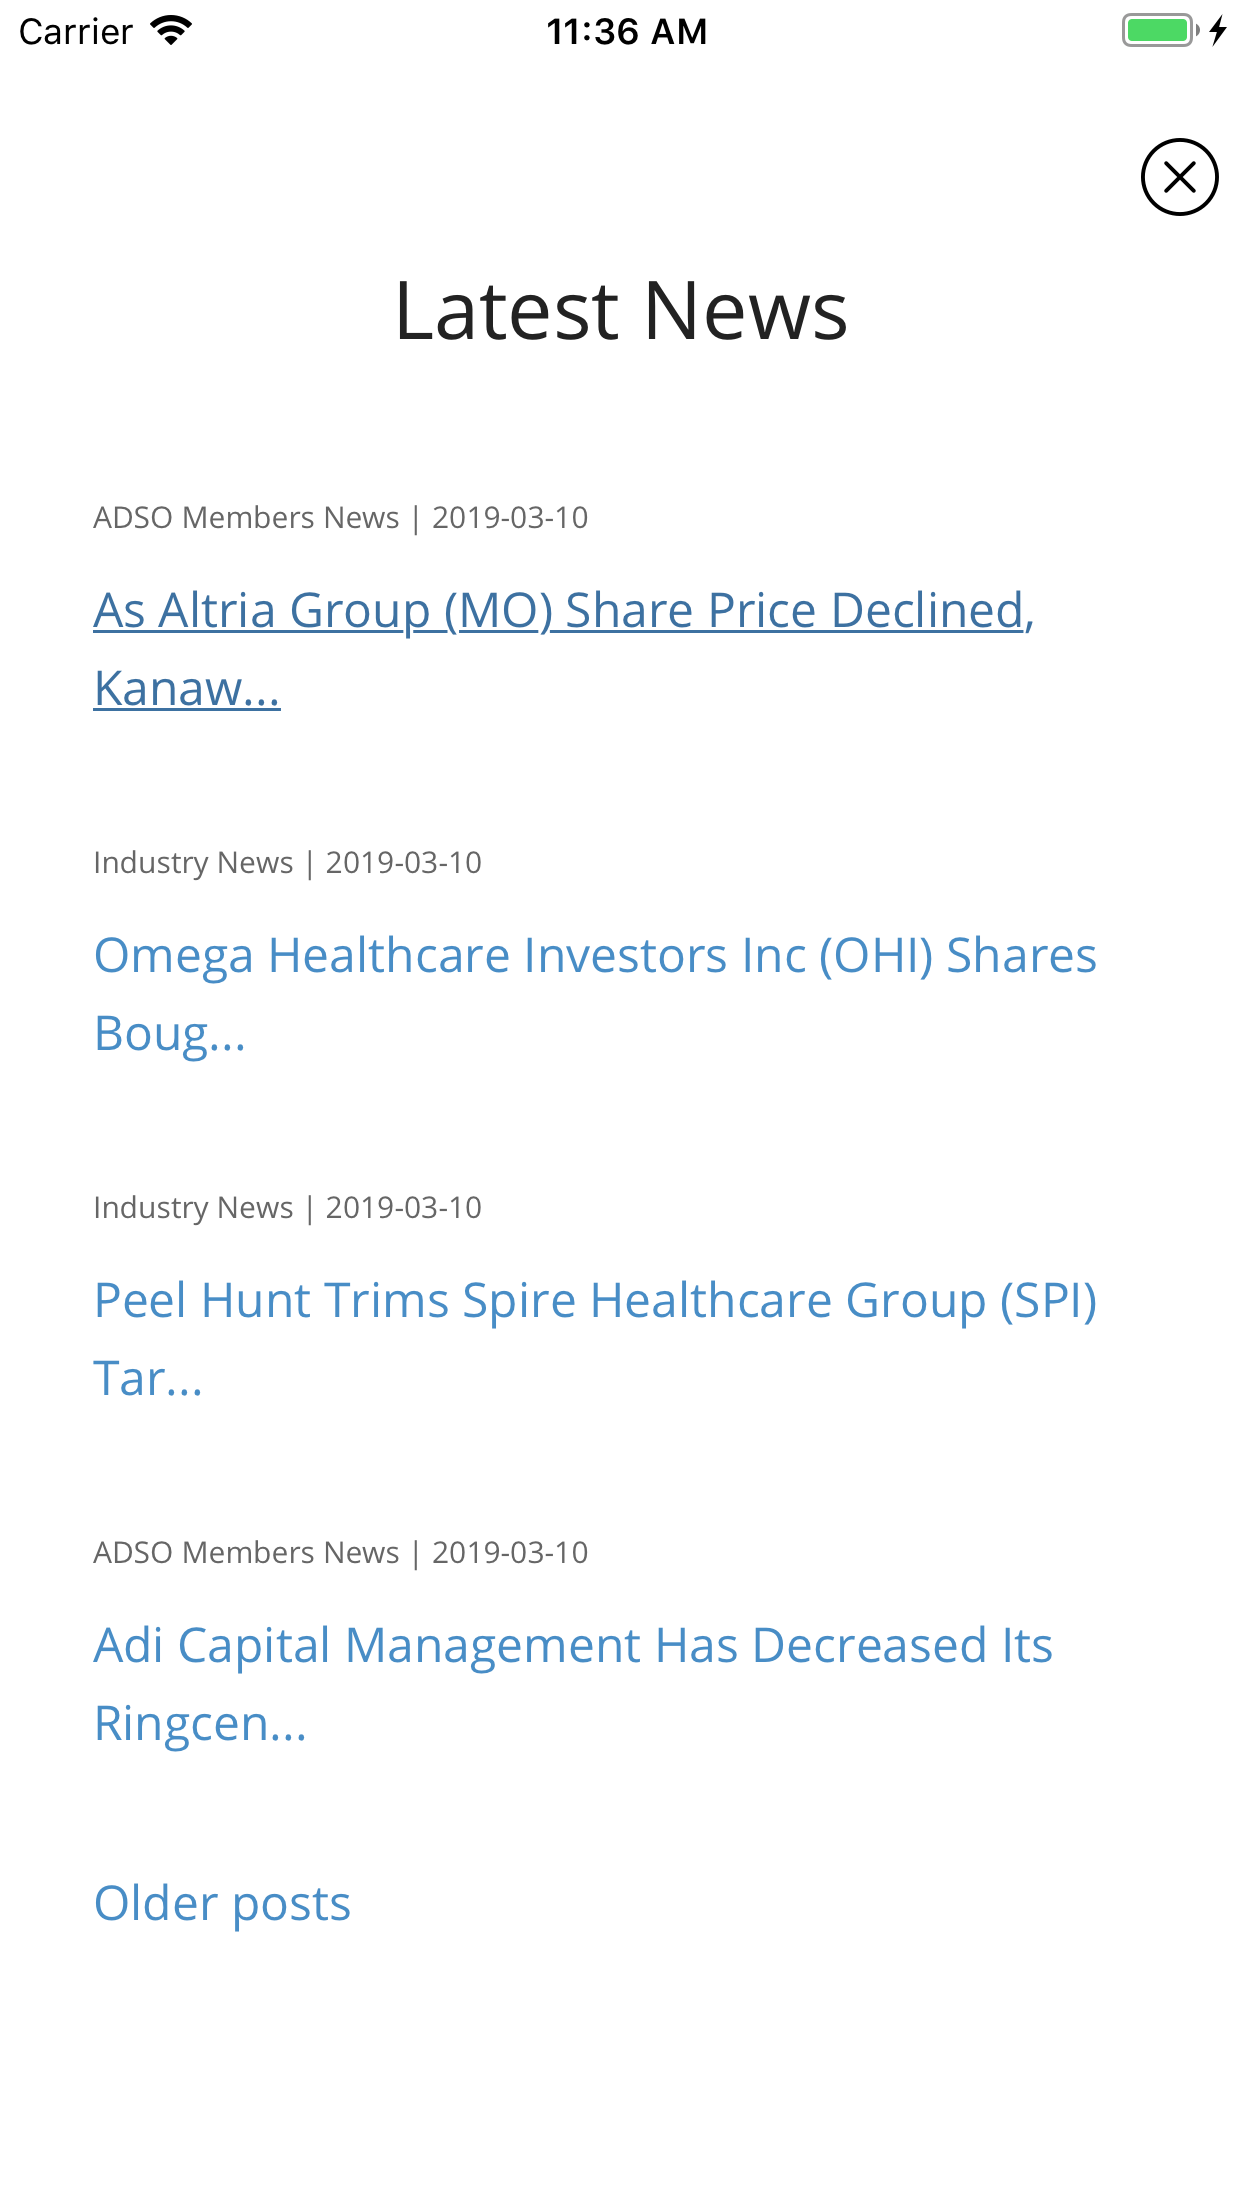 Carrier 11:36 AM
Latest News
ADSO Members News | 2019-03-10
As Altria Group (MO) Share Price Declined,
Kanaw...
Industry News | 2019-03-10
Omega Healthcare Investors Inc (OHI) Shares
Boug...
Industry News | 2019-03-10
Peel Hunt Trims Spire Healthcare Group (SPI)
Tar...
ADSO Members News | 2019-03-10
Adi Capital Management Has Decreased Its
Ringcen...
Older posts